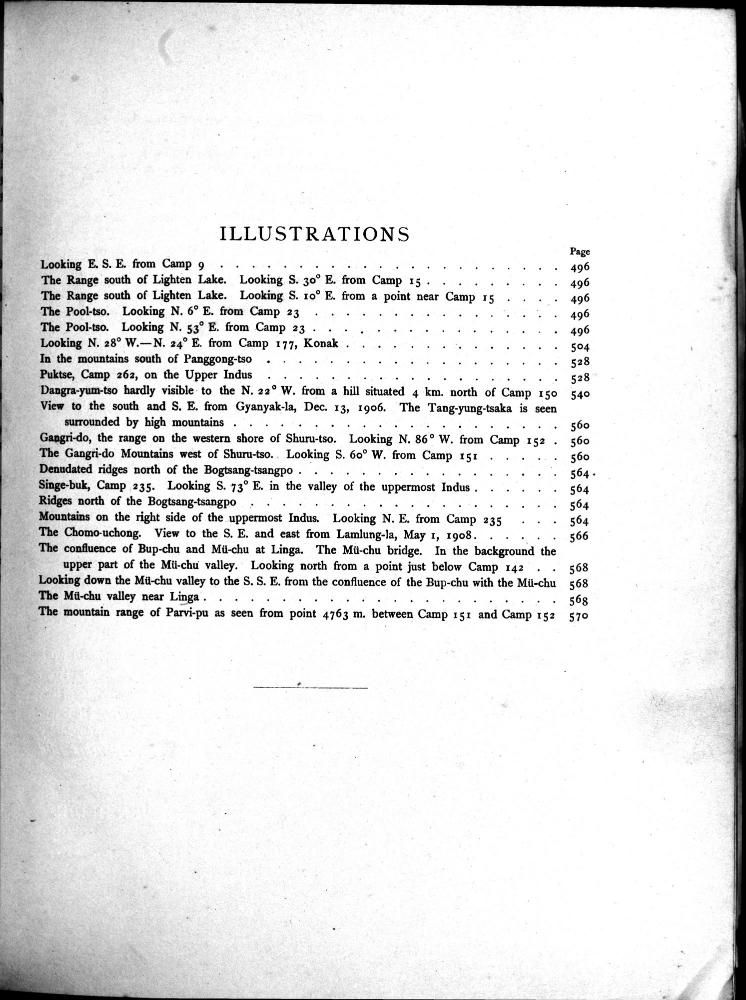 ILLUSTRATIONS
Page
Looking E. S. E. from Camp 9 . . . . . . . . . . . . . . . . . . . . . . 496
The Range south of Lighten Lake. Looking S. 30° E. from Camp 15 . . . . . . . . . 496
The Range south of Lighten Lake. Looking S. 10° E. from a point near Camp 15 . . . . 496
The Pool-tso. Looking N. 6° E. from Camp 23 . . . . . . . . . . . . . . . . 496
The Pool-tso. Looking N. 53° E. from Camp 23 . . . . . . . . . . . . . . . . 496
Looking N. 28° W.—N. 24° E. from Camp 177, Konak . . . . . . . . . . . . . . 504
In the mountains south of Panggong-tso . . . . . . . . . . . . . . . . . . . 528
Puktse, Camp 262, on the Upper Indus . . . . . . . . . . . . . . . . . . . 528
Dangra-yum-tso hardly visible to the N. 22° W. from a hill situated 4 km. north of Camp 150 540
View to the south and S. E. from Gyanyak-la, Dec. 13, 1906. The Tang-yung-tsaka is seen
surrounded by high mountains . . . . . . . . . . . . . . . . . . . . . 560
Gangri-do, the range on the western shore of Shuru-tso. Looking N. 86° W. from Camp 152 . 560
The Gangri-do Mountains west of Shuru-tso. Looking S. 60° W. from Camp 151 . . . . . 560
Denudated ridges north of the Bogtsang-tsangpo . . . . . . . . . . . . . . . . . 564
Singe-buk, Camp 235. Looking S. 73° E. in the valley of the uppermost Indus . . . . . . 564
Ridges north of the Bogtsang-tsangpo . . . . . . . . . . . . . . . . . . . . 564
Mountains on the right side of the uppermost Indus. Looking N. E. from Camp 235 . . . 564
The Chomo-uchong. View to the S. E. and east from Lamlung-la, May 1, 1908. . . . . . 566
The confluence of Bup-chu and Mü-chu at Linga. The Mü-chu bridge. In the background the
upper part of the Mü-chu valley. Looking north from a point just below Camp 142 . . 568
Looking down the Mü-chu valley to the S. S. E. from the confluence of the Bup-chu with the Mü-chu 568
The Mü-chu valley near Linga . . . . . . . . . . . . . . . . . . . . . . . 568
The mountain range of Parvi-pu as seen from point 4763 m. between Camp 151 and Camp 152 570